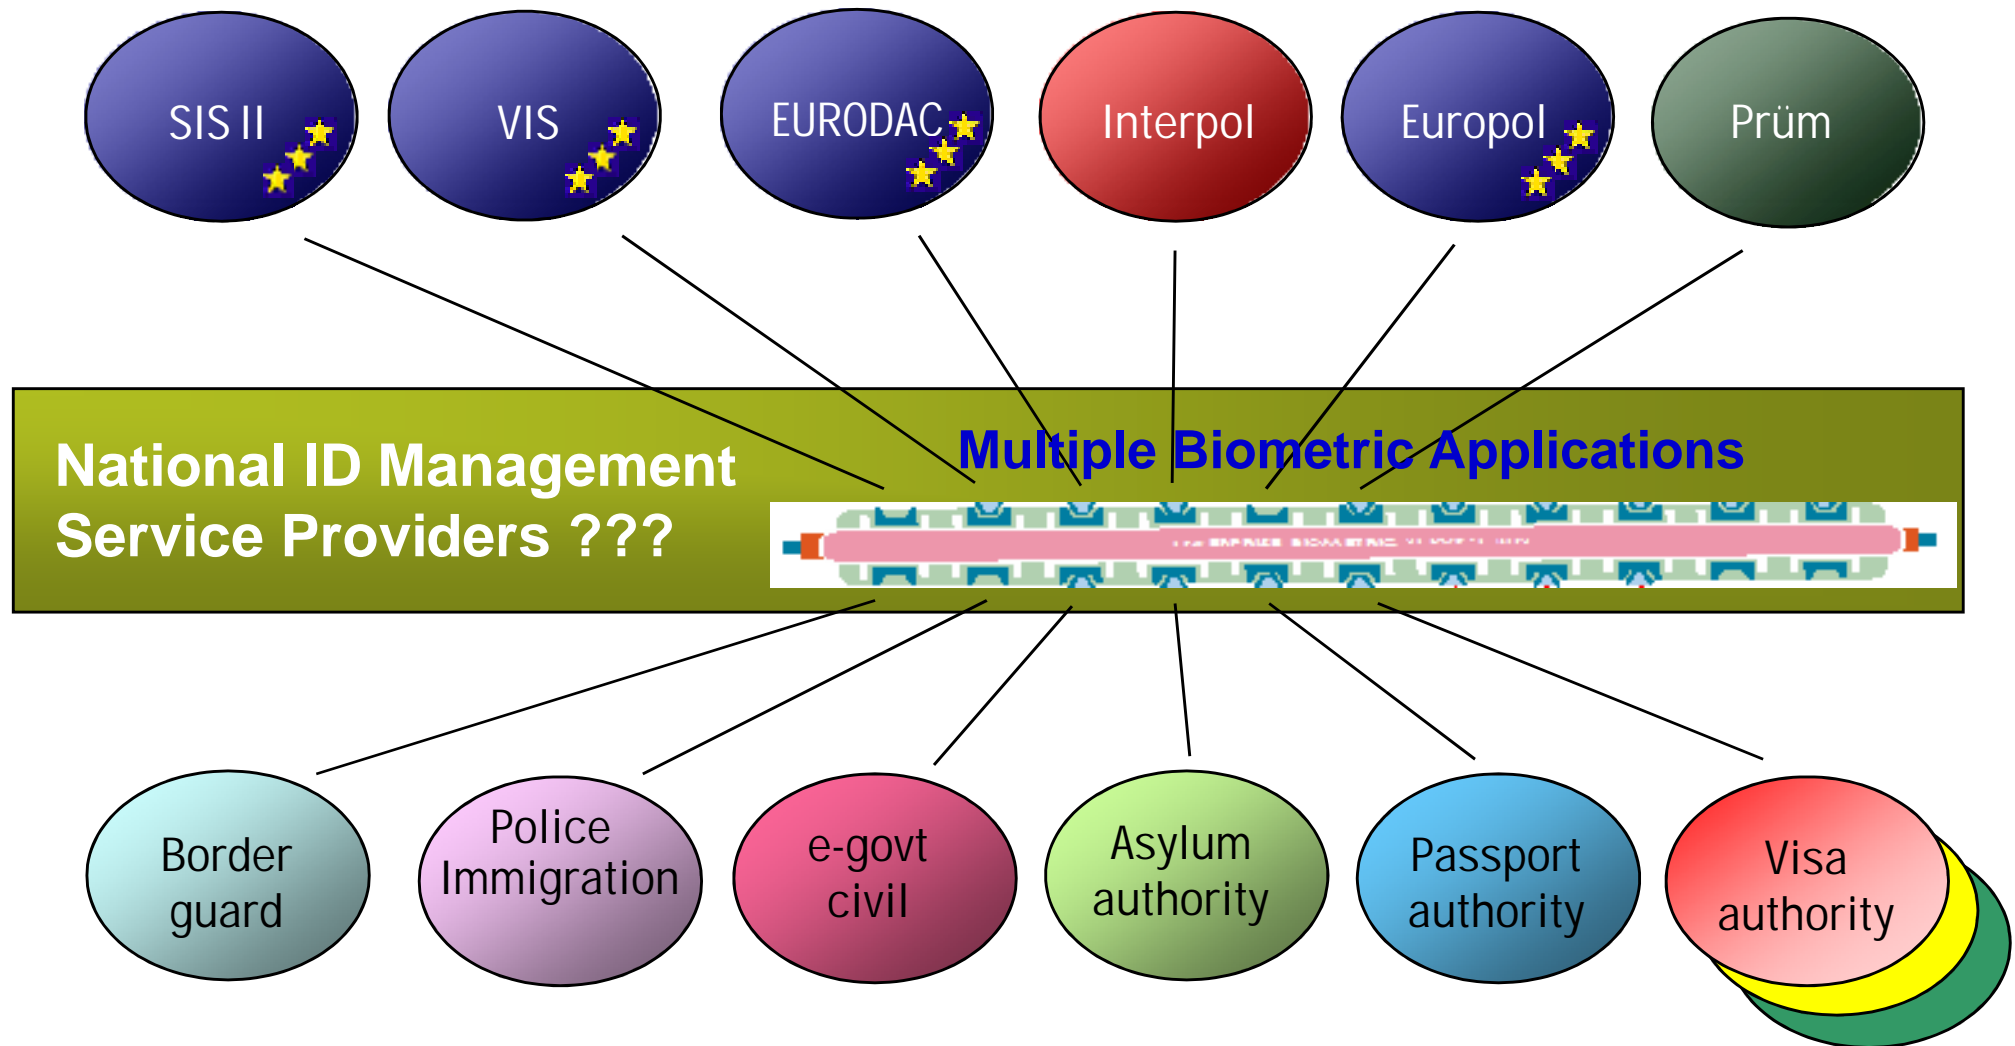 SIS II
VIS
EURODAC
Interpol
Europol
Prüm
National ID Management
Service Providers ???
Multiple Biometric Applications
Border
guard
Police
Immigration
e-govt
civil
Asylum
authority
Passport
authority
Visa
authority